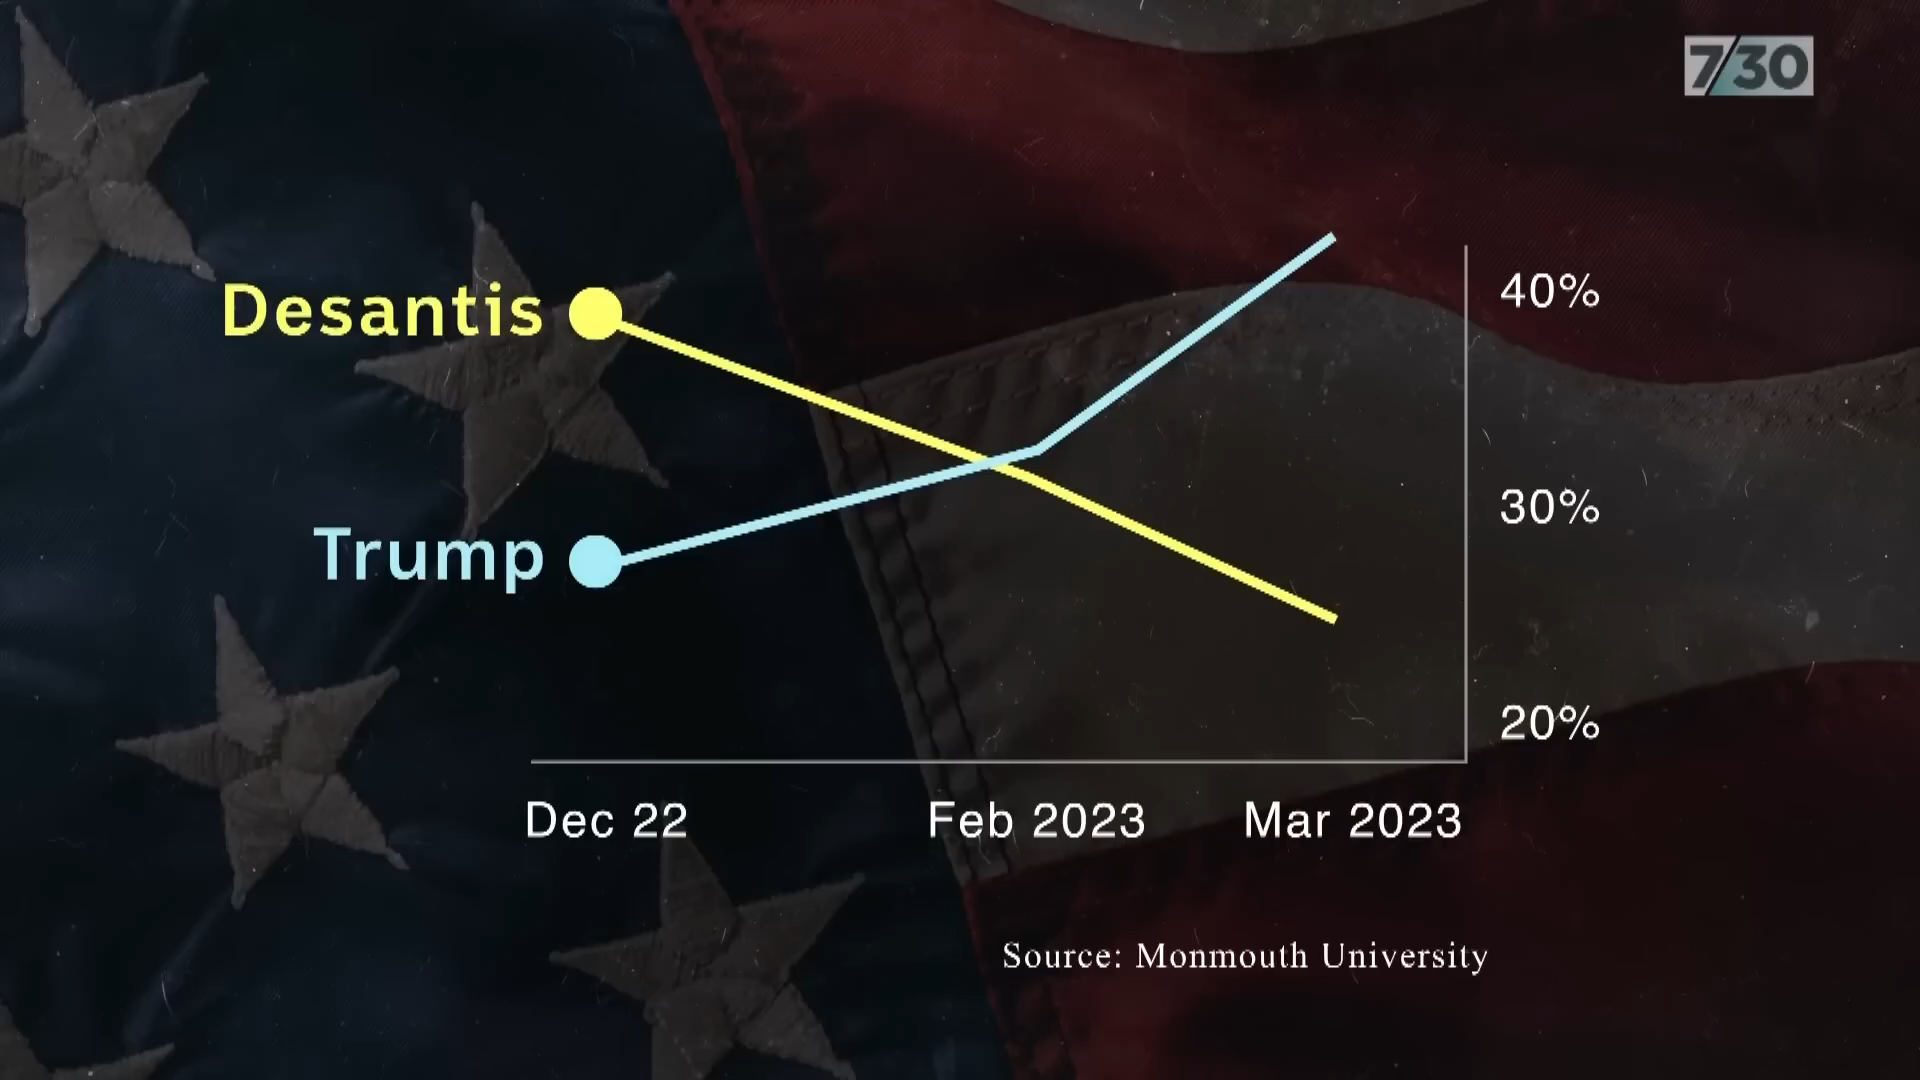 7/30
Desantis
40%
30%
Trump
20%
Dec 22
Feb 2023
Mar 2023
Source: Monmouth University